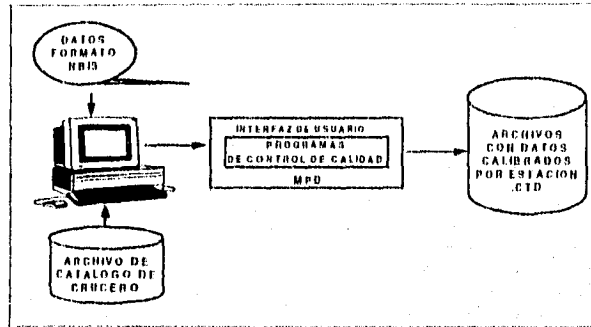 DATOS
FORMATO
NBIS
INTERFAZ DE USUARIO
PROGRAMAS
DE CONTROL DE CALIDAD
MPD
ARCHIVOS
CON DATOS
CALIBRADOS
POR ESTACION
.CTD
ARCHIVO DE
CATALOGO DE
CRUCERO